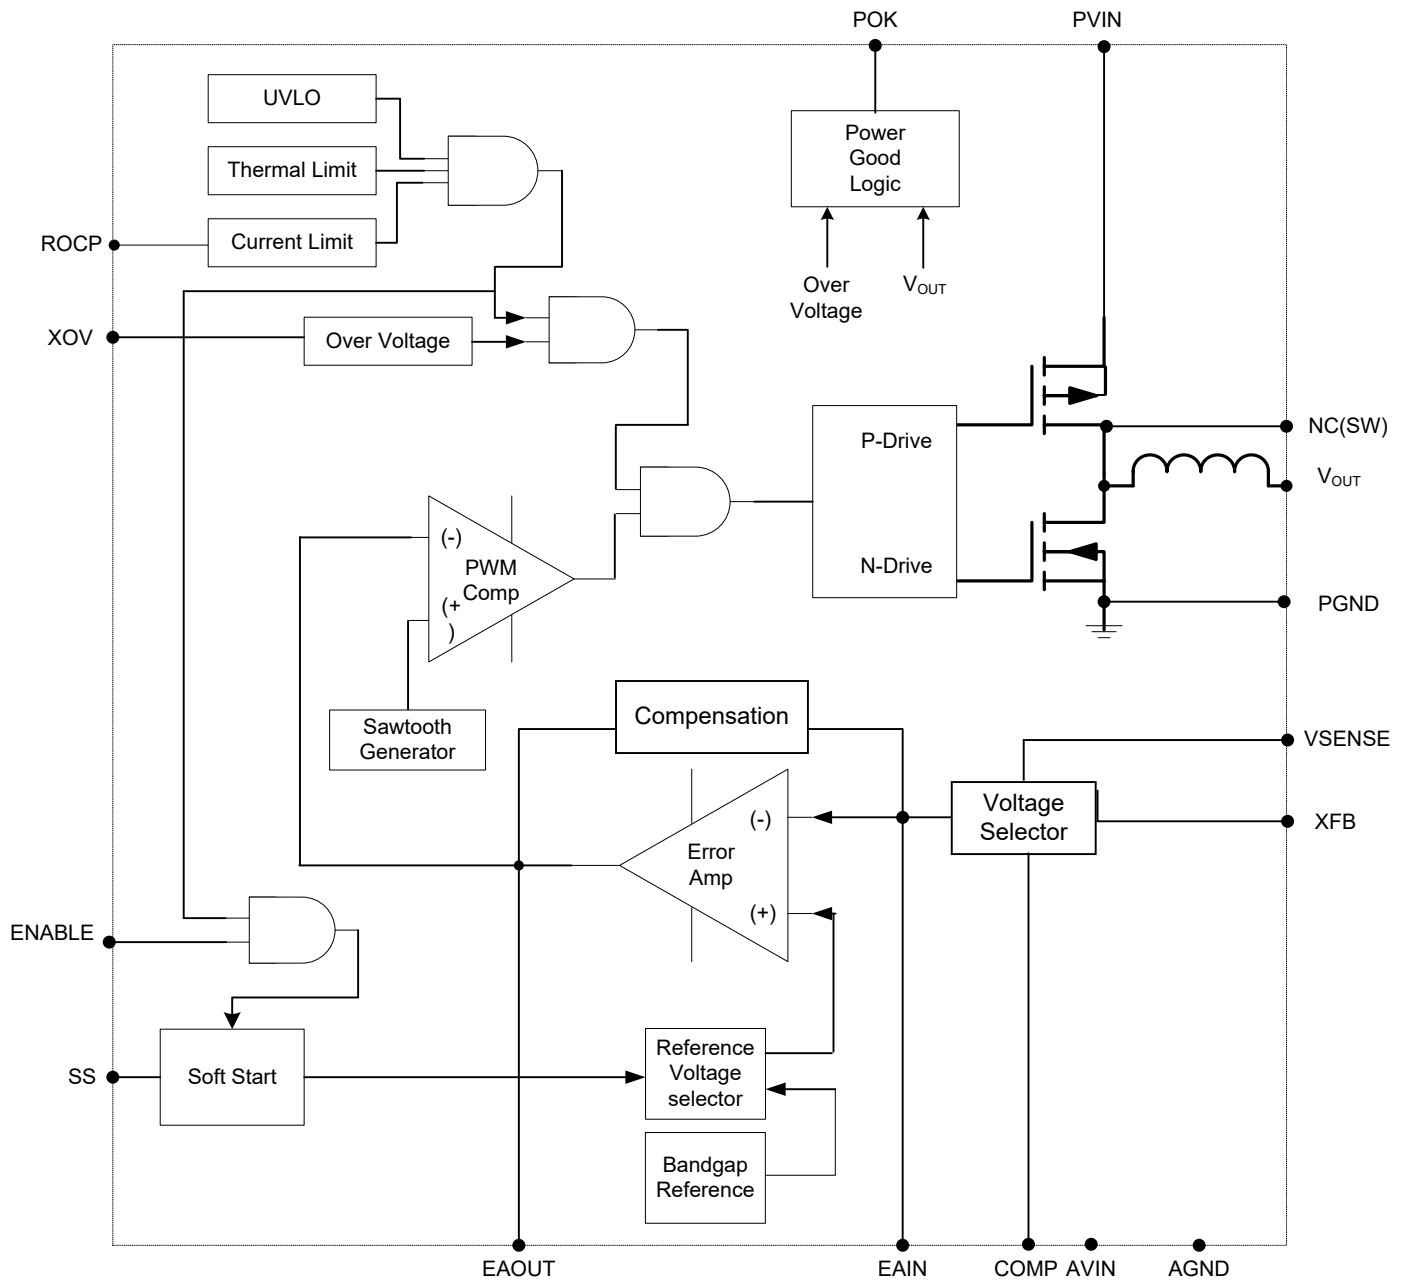 POK
PVIN
UVLO
Power
Good
Logic
Thermal Limit
ROCP
Current Limit
Over
Voltage
VOUT
XOV
Over Voltage
P-Drive
NC(SW)
VOUT
(-)
PWM
Comp
(+
)
N-Drive
PGND
Sawtooth
Generator
Compensation
VSENSE
Voltage
Selector
XFB
(-)
Error
Amp
(+)
ENABLE
SS
Soft Start
Reference
Voltage
selector
Bandgap
Reference
EAOUT
EAIN
COMP
AVIN
AGND